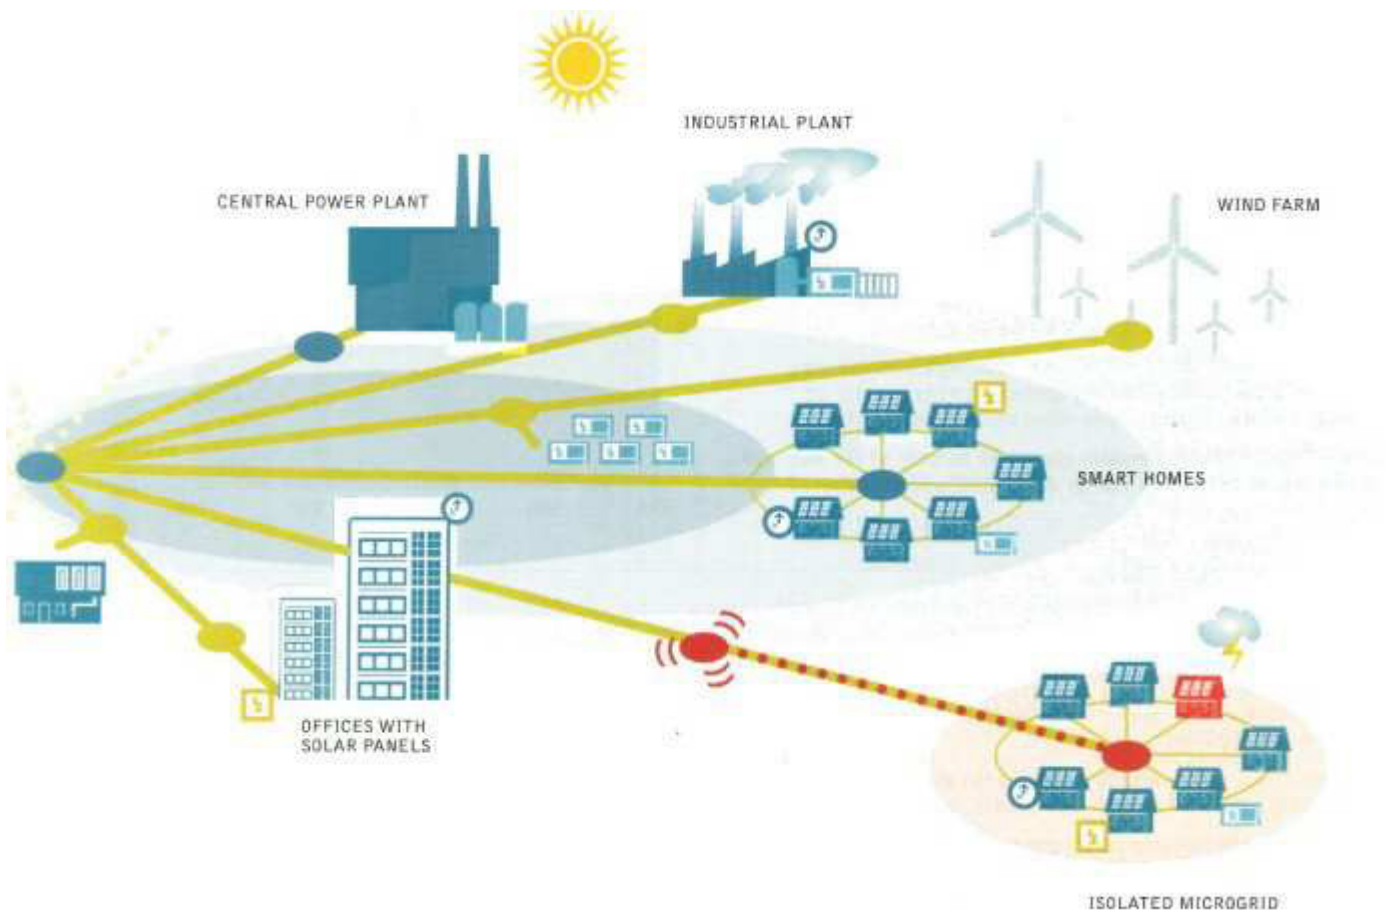 INDUSTRIAL PLANT
CENTRAL POWER PLANT
WIND FARM
SMART HOMES
OFFICES WITH
SOLAR PANELS
ISOLATED MICROGRID